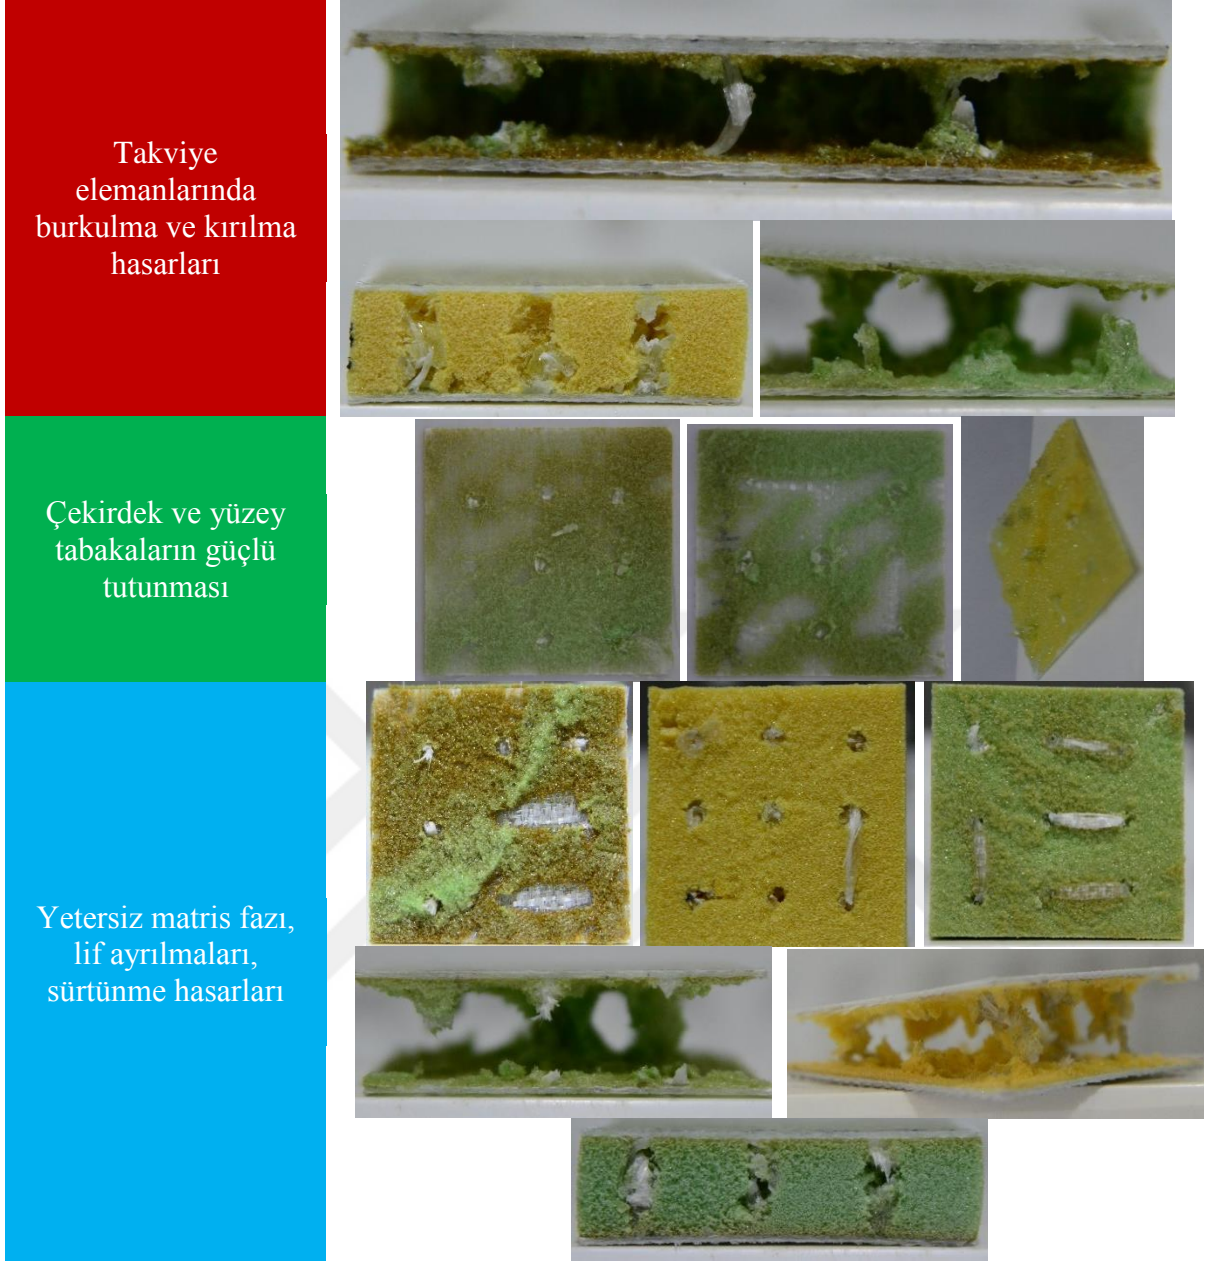 Takviye
elemanlarında
burkulma ve kırılma
hasarları
Çekirdek ve yüzey
tabakaların güçlü
tutunması
Yetersiz matris fazı,
lif ayrılmaları,
sürtünme hasarları